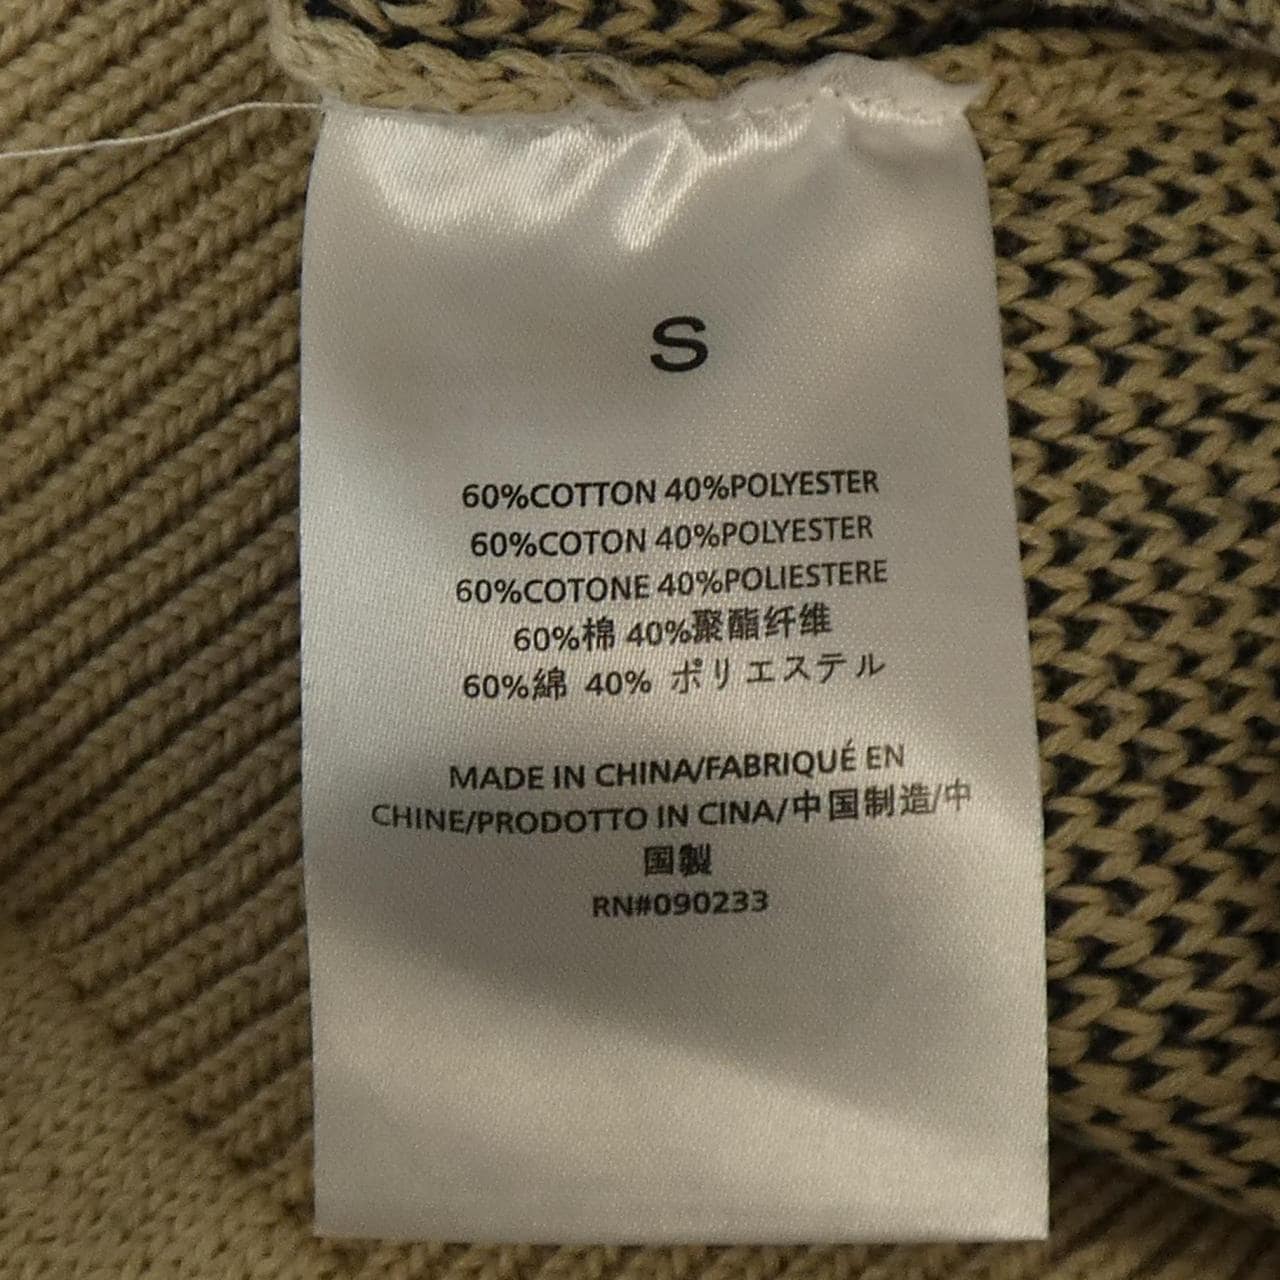 S
60%COTTON 40%POLYESTER
60%COTON 40%POLYESTER
60%COTONE 40%POLIESTERE
60%棉 40%聚酯纤维
60%綿 40% ポリエステル
MADE IN CHINA/FABRIQUÉ EN
CHINE/PRODOTTO IN CINA/中国制造/中
国製
RN#090233